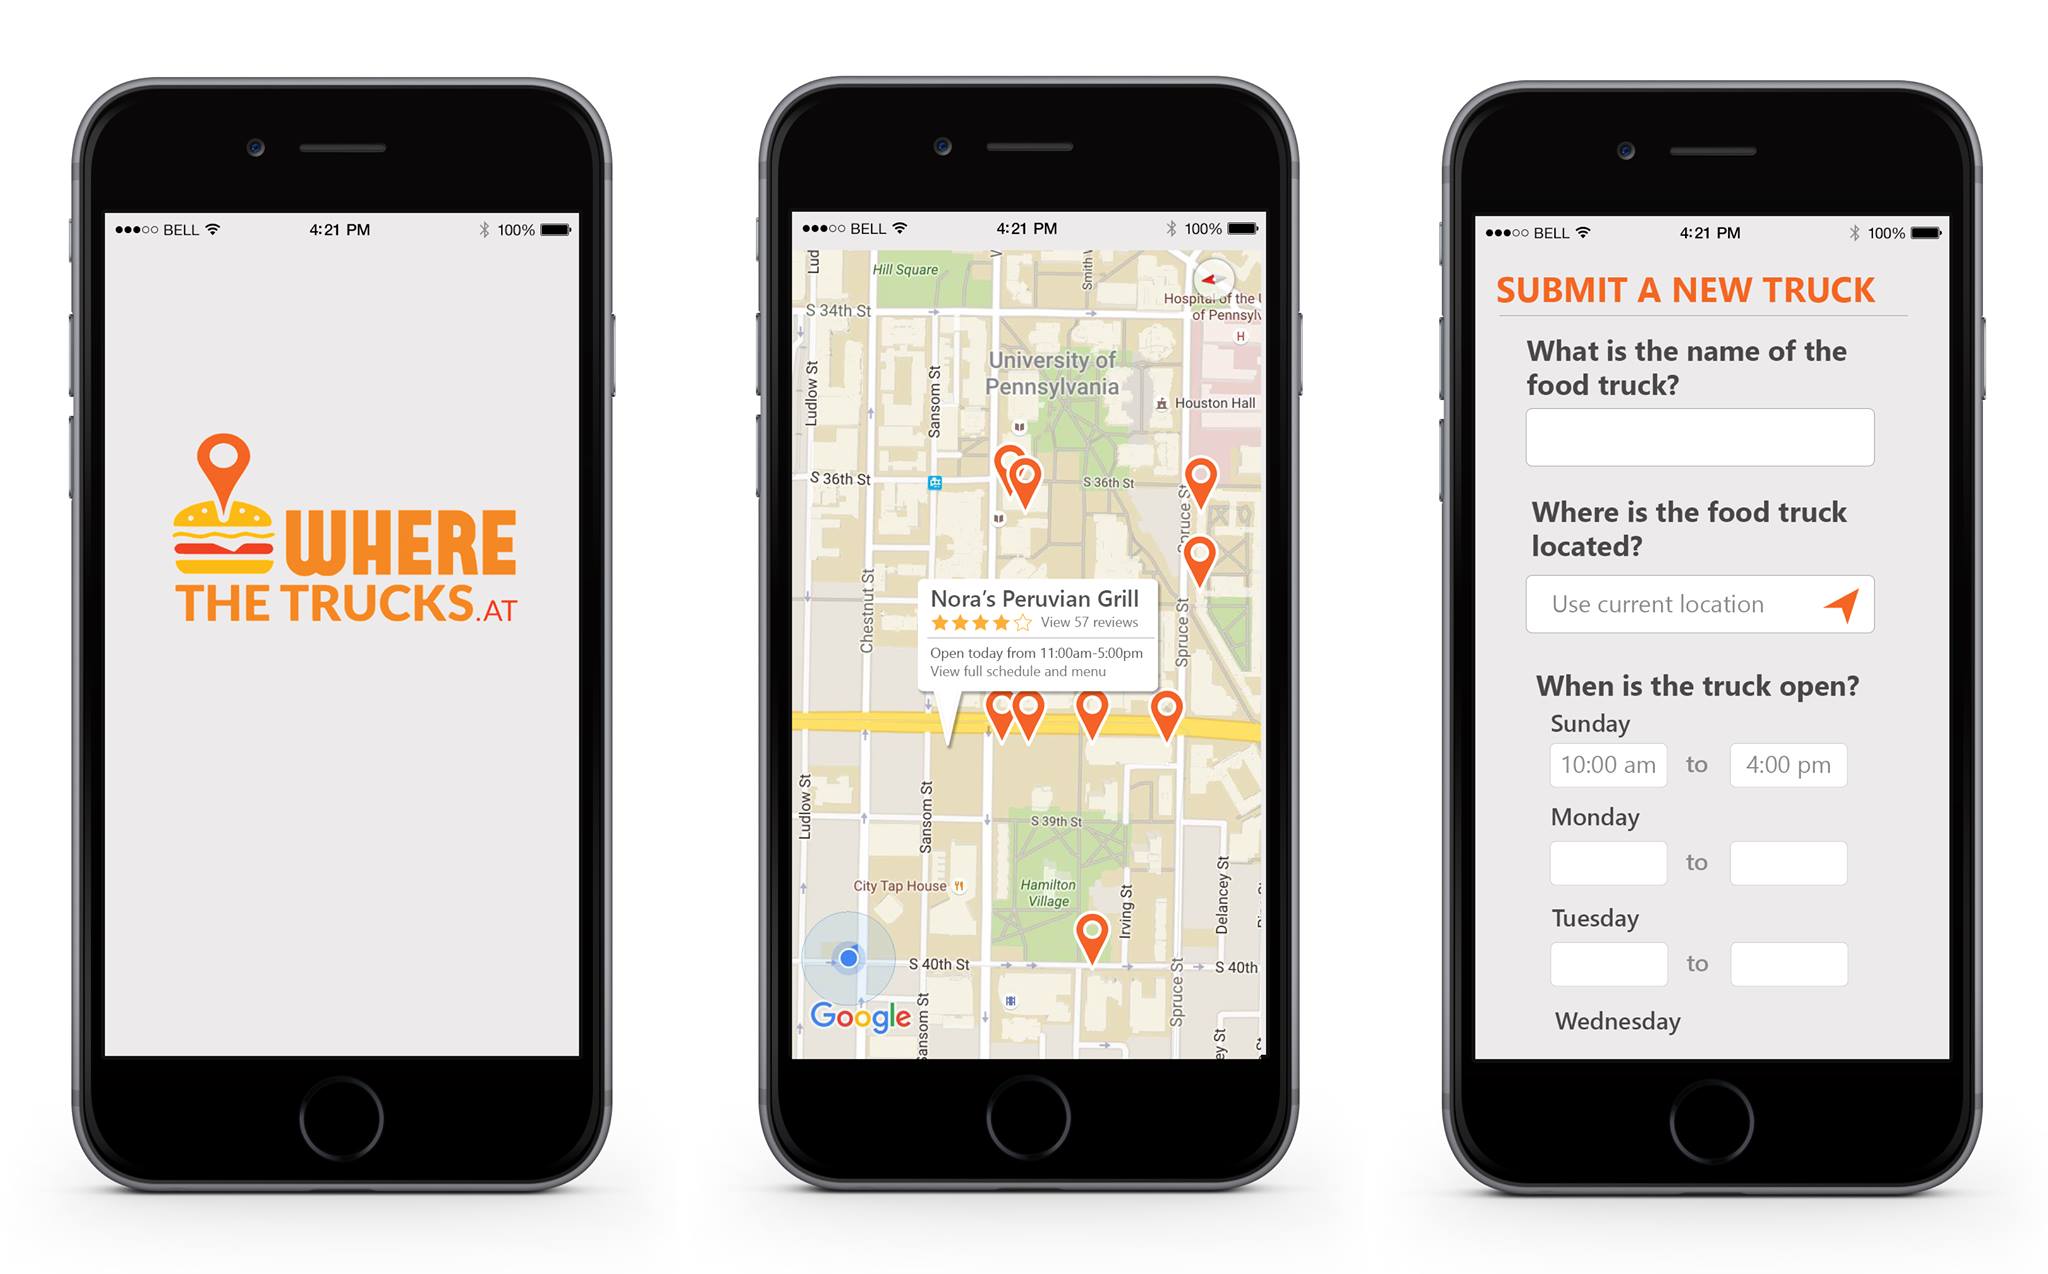 BELL
4:21 PM
100%
WHERE
THE TRUCKS.AT
BELL
4:21 PM
100%
Lud
Hill Square
Smith
Hospital of the
of Pennsylv
H
S 34th St
University of
Pennsylvania
Ludlow St
Sansom St
Houston Hall
S 36th St
S 36th St
Spruce St
Chestnut St
Nora's Peruvian Grill
View 57 reviews
Open today from 11:00am-5:00pm
View full schedule and menu
Spruce St
Ludlow St
Sansom St
S 39th St
City Tap House
Hamilton
Village
Irving St
Delancey St
S 40th St
S 40th
Spruce St
Google
Sansom St
ey St
BELL
4:21 PM
100%
SUBMIT A NEW TRUCK
What is the name of the
food truck?
Where is the food truck
located?
Use current location
When is the truck open?
Sunday
10:00 am to 4:00 pm
Monday
to
Tuesday
to
Wednesday